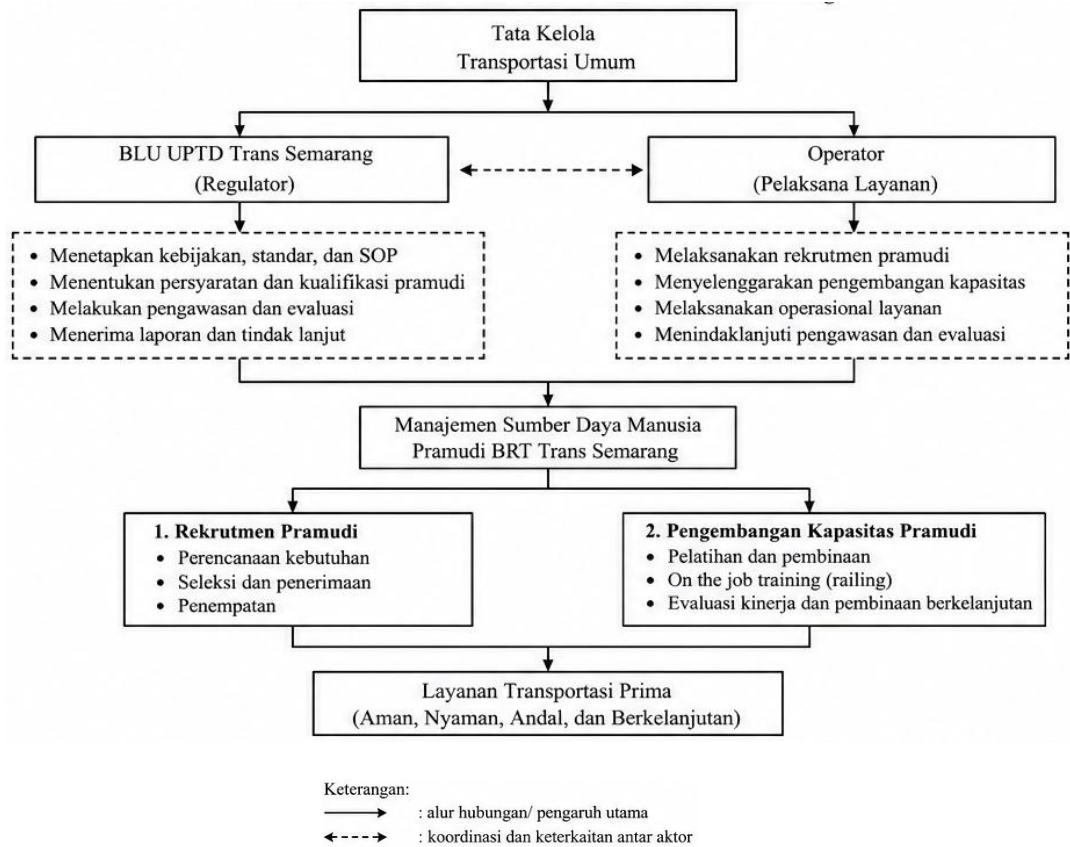 Tata Kelola
Transportasi Umum
BLU UPTD Trans Semarang
(Regulator)
Operator
(Pelaksana Layanan)
• Menetapkan kebijakan, standar, dan SOP
• Menentukan persyaratan dan kualifikasi pramudi
• Melakukan pengawasan dan evaluasi
• Menerima laporan dan tindak lanjut
• Melaksanakan rekrutmen pramudi
• Menyelenggarakan pengembangan kapasitas
• Melaksanakan operasional layanan
• Menindaklanjuti pengawasan dan evaluasi
Manajemen Sumber Daya Manusia
Pramudi BRT Trans Semarang
1. Rekrutmen Pramudi
• Perencanaan kebutuhan
• Seleksi dan penerimaan
• Penempatan
2. Pengembangan Kapasitas Pramudi
• Pelatihan dan pembinaan
• On the job training (railing)
• Evaluasi kinerja dan pembinaan berkelanjutan
Layanan Transportasi Prima
(Aman, Nyaman, Andal, dan Berkelanjutan)
Keterangan:
: alur hubungan/ pengaruh utama
: koordinasi dan keterkaitan antar aktor